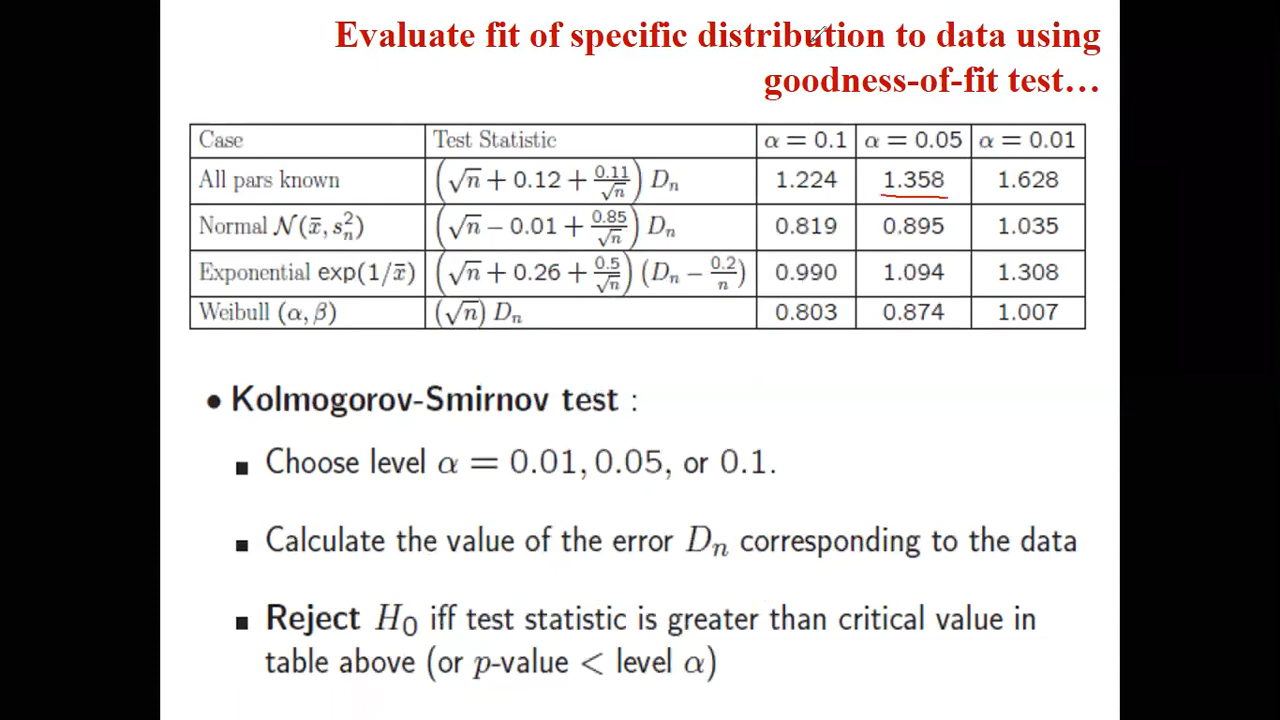 Evaluate fit of specific distribution to data using
goodness-of-fit test…
Case Test Statistic α = 0.1 α = 0.05 α = 0.01
All pars known (√n + 0.12 + 0.11/√n) Dₙ 1.224 1.358 1.628
Normal N(x̄, sₙ²) (√n − 0.01 + 0.85/√n) Dₙ 0.819 0.895 1.035
Exponential exp(1/x̄) (√n + 0.26 + 0.5/√n) (Dₙ − 0.2/n) 0.990 1.094 1.308
Weibull (α, β) (√n) Dₙ 0.803 0.874 1.007
● Kolmogorov-Smirnov test :
■ Choose level α = 0.01, 0.05, or 0.1.
■ Calculate the value of the error Dₙ corresponding to the data
■ Reject H₀ iff test statistic is greater than critical value in
table above (or p-value < level α)